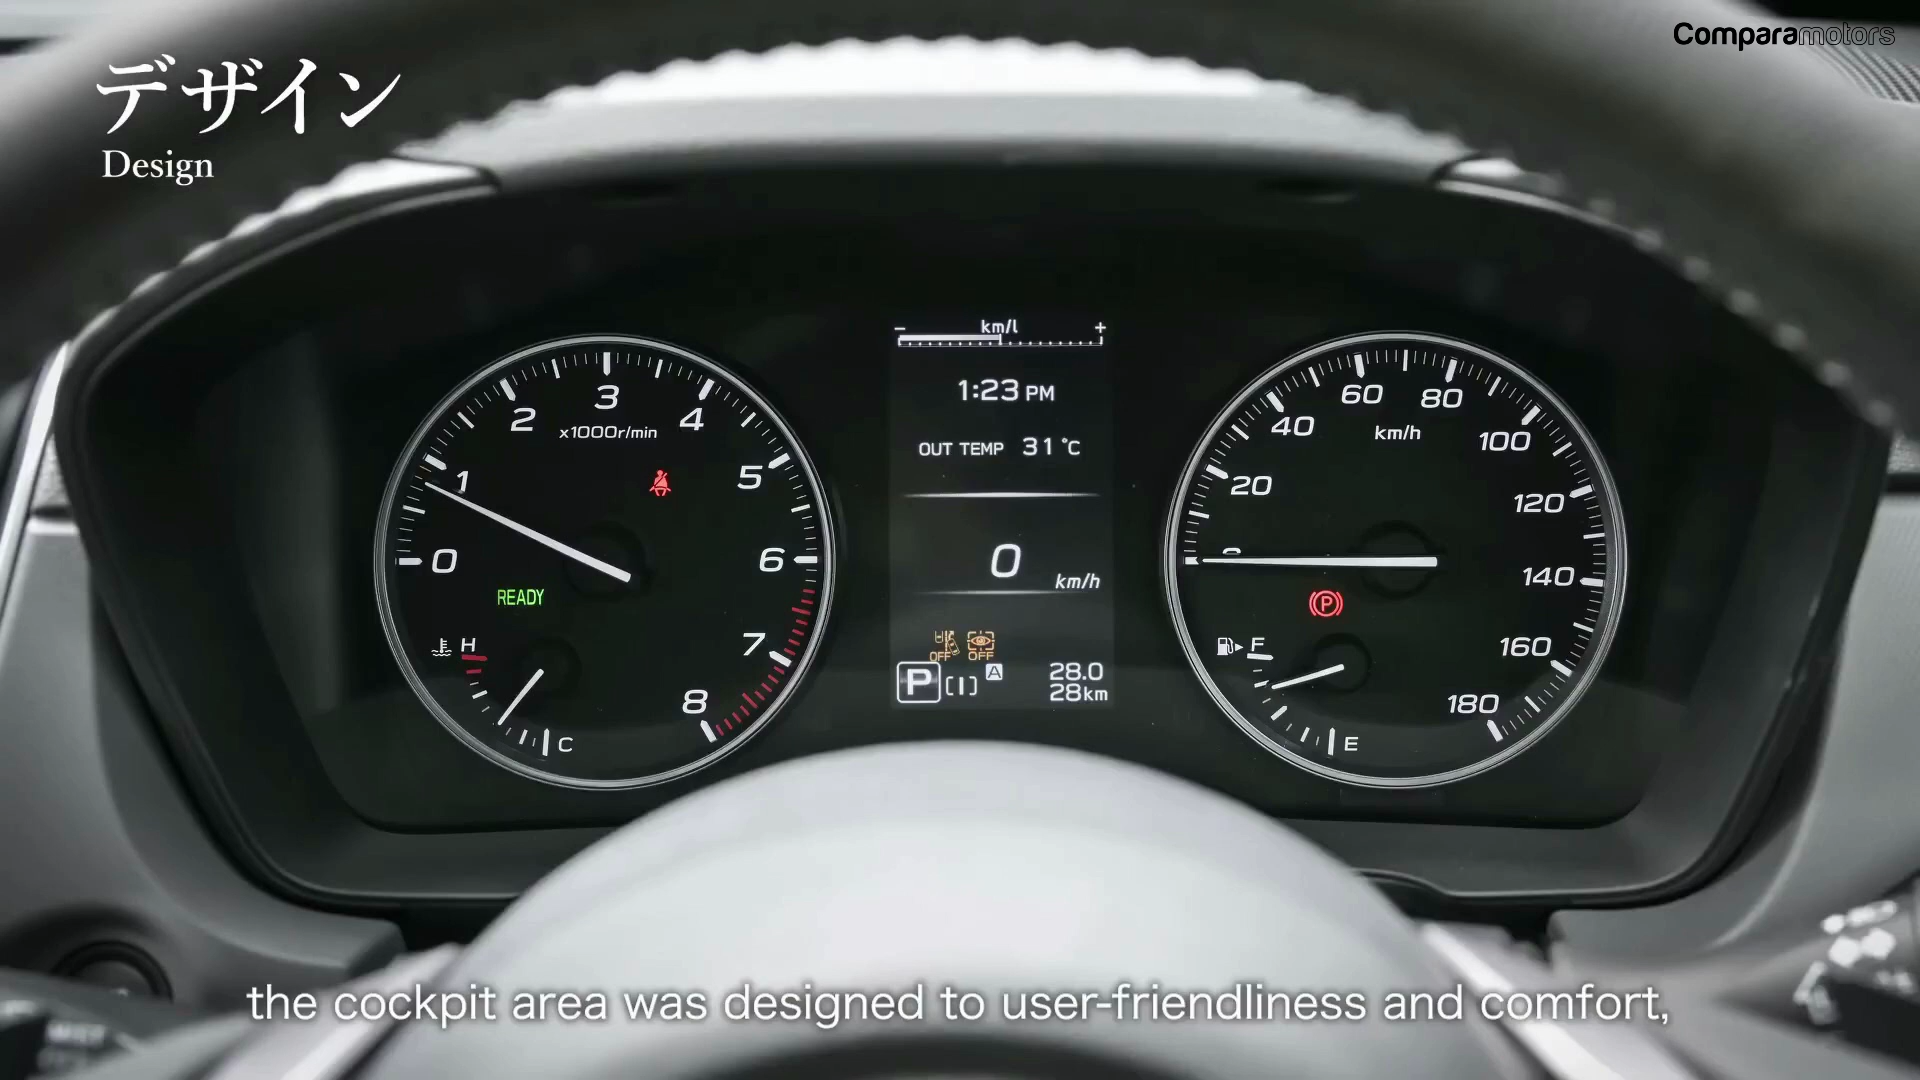 Comparamotors
デザイン
Design
- km/l +
1:23 PM
OUT TEMP 31°C
0
km/h
OFF OFF
P [I] A
28.0
28km
0 1 2 3 4 5 6 7 8
x1000r/min
READY
H
C
20 40 60 80 100 120 140 160 180
km/h
P
F
E
the cockpit area was designed to user-friendliness and comfort,